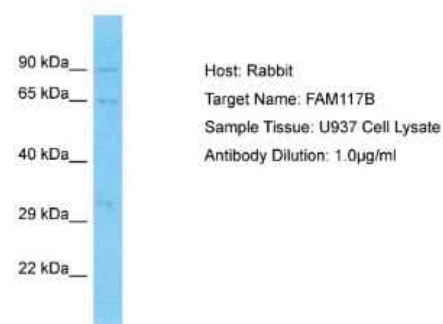 90 kDa
65 kDa
40 kDa
29 kDa
22 kDa
Host: Rabbit
Target Name: FAM117B
Sample Tissue: U937 Cell Lysate
Antibody Dilution: 1.0µg/ml